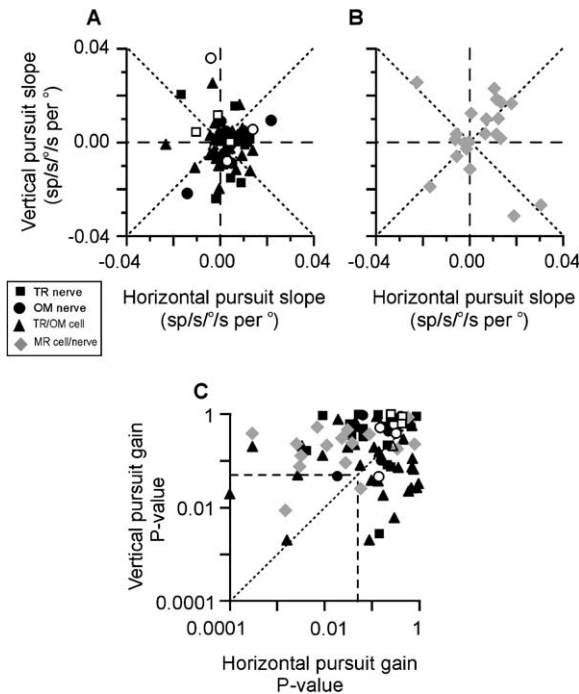 A
B
0.04
0.00
-0.04
Vertical pursuit slope
(sp/s/°/s per °)
-0.04 0.00 0.04
-0.04 0.00 0.04
Horizontal pursuit slope
(sp/s/°/s per °)
Horizontal pursuit slope
(sp/s/°/s per °)
TR nerve
OM nerve
TR/OM cell
MR cell/nerve
C
1
0.01
0.0001
Vertical pursuit gain
P-value
0.0001 0.01 1
Horizontal pursuit gain
P-value